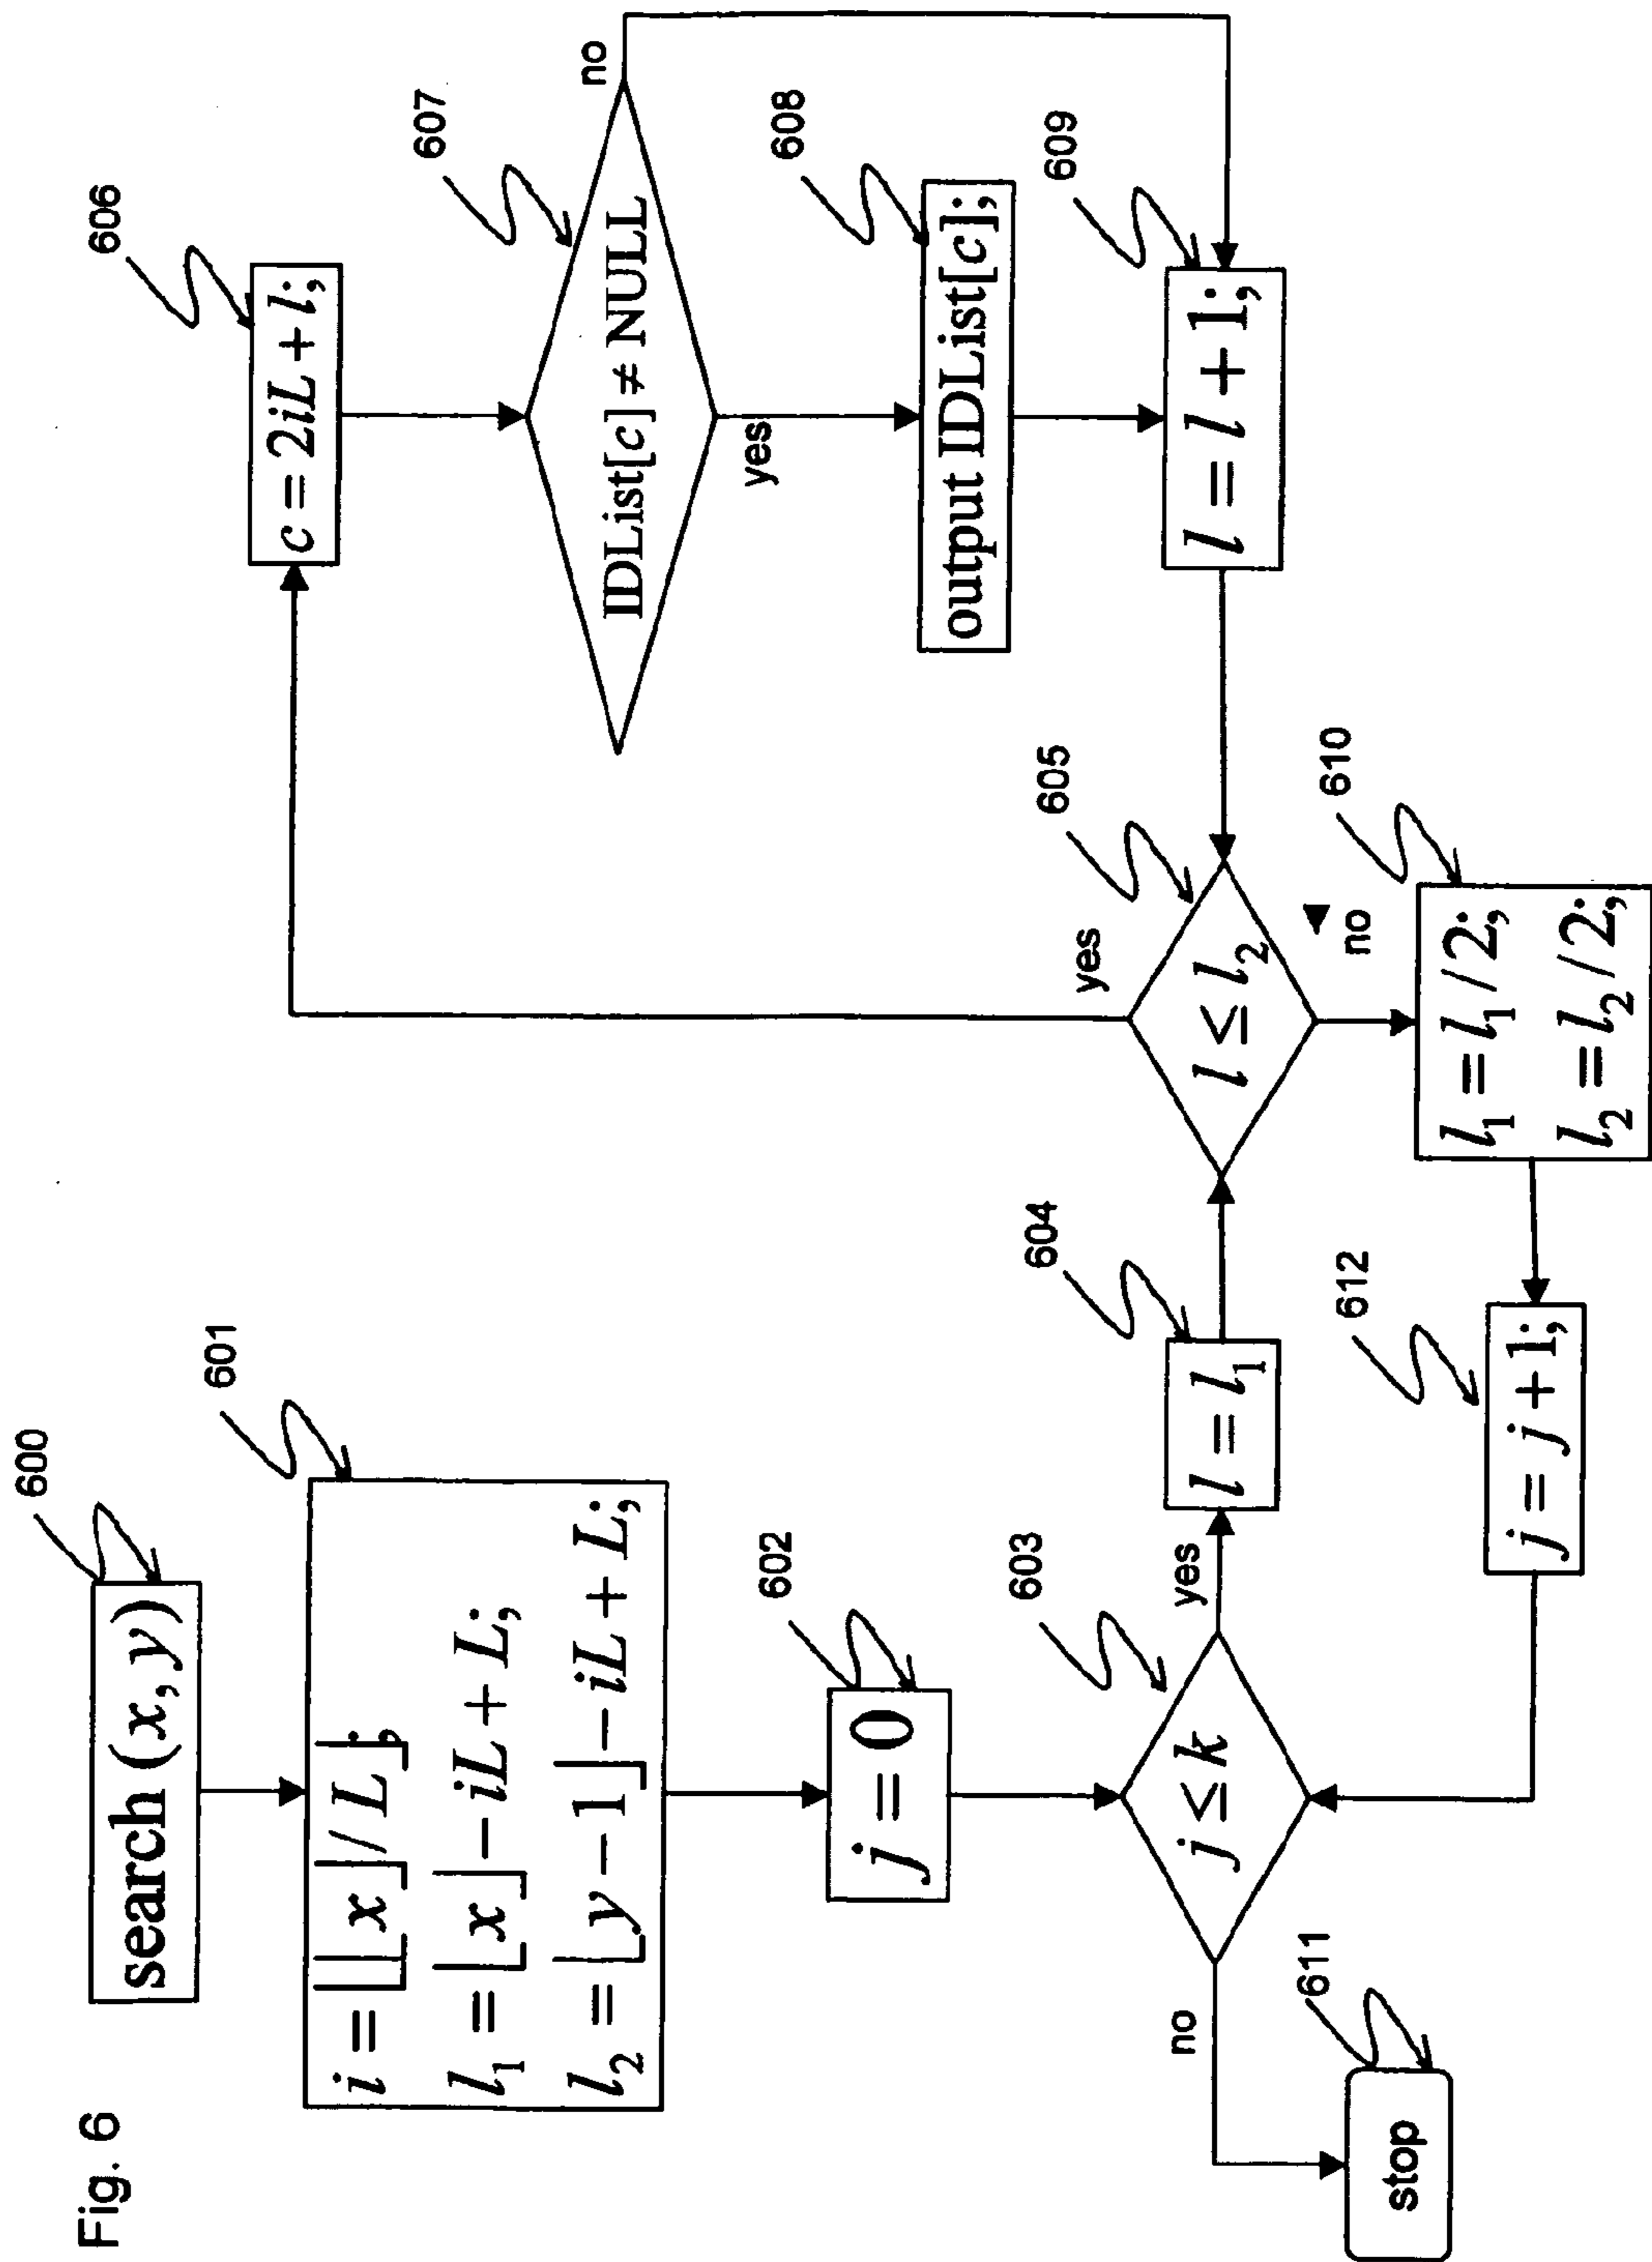 Fig. 6
600
search (x, y)
601
i = ⌊⌊x⌋/L⌋;
l₁ = ⌊x⌋ − iL + L;
l₂ = ⌊y − 1⌋ − iL + L;
602
j = 0
603
j ≤ k
yes
no
611
stop
604
l = l₁
605
l ≤ l₂
yes
no
606
c = 2iL + l;
607
IDList[c] ≠ NULL
no
yes
608
output IDList[c];
609
l = l + 1;
610
l₁ = l₁ / 2;
l₂ = l₂ / 2;
612
j = j + 1;